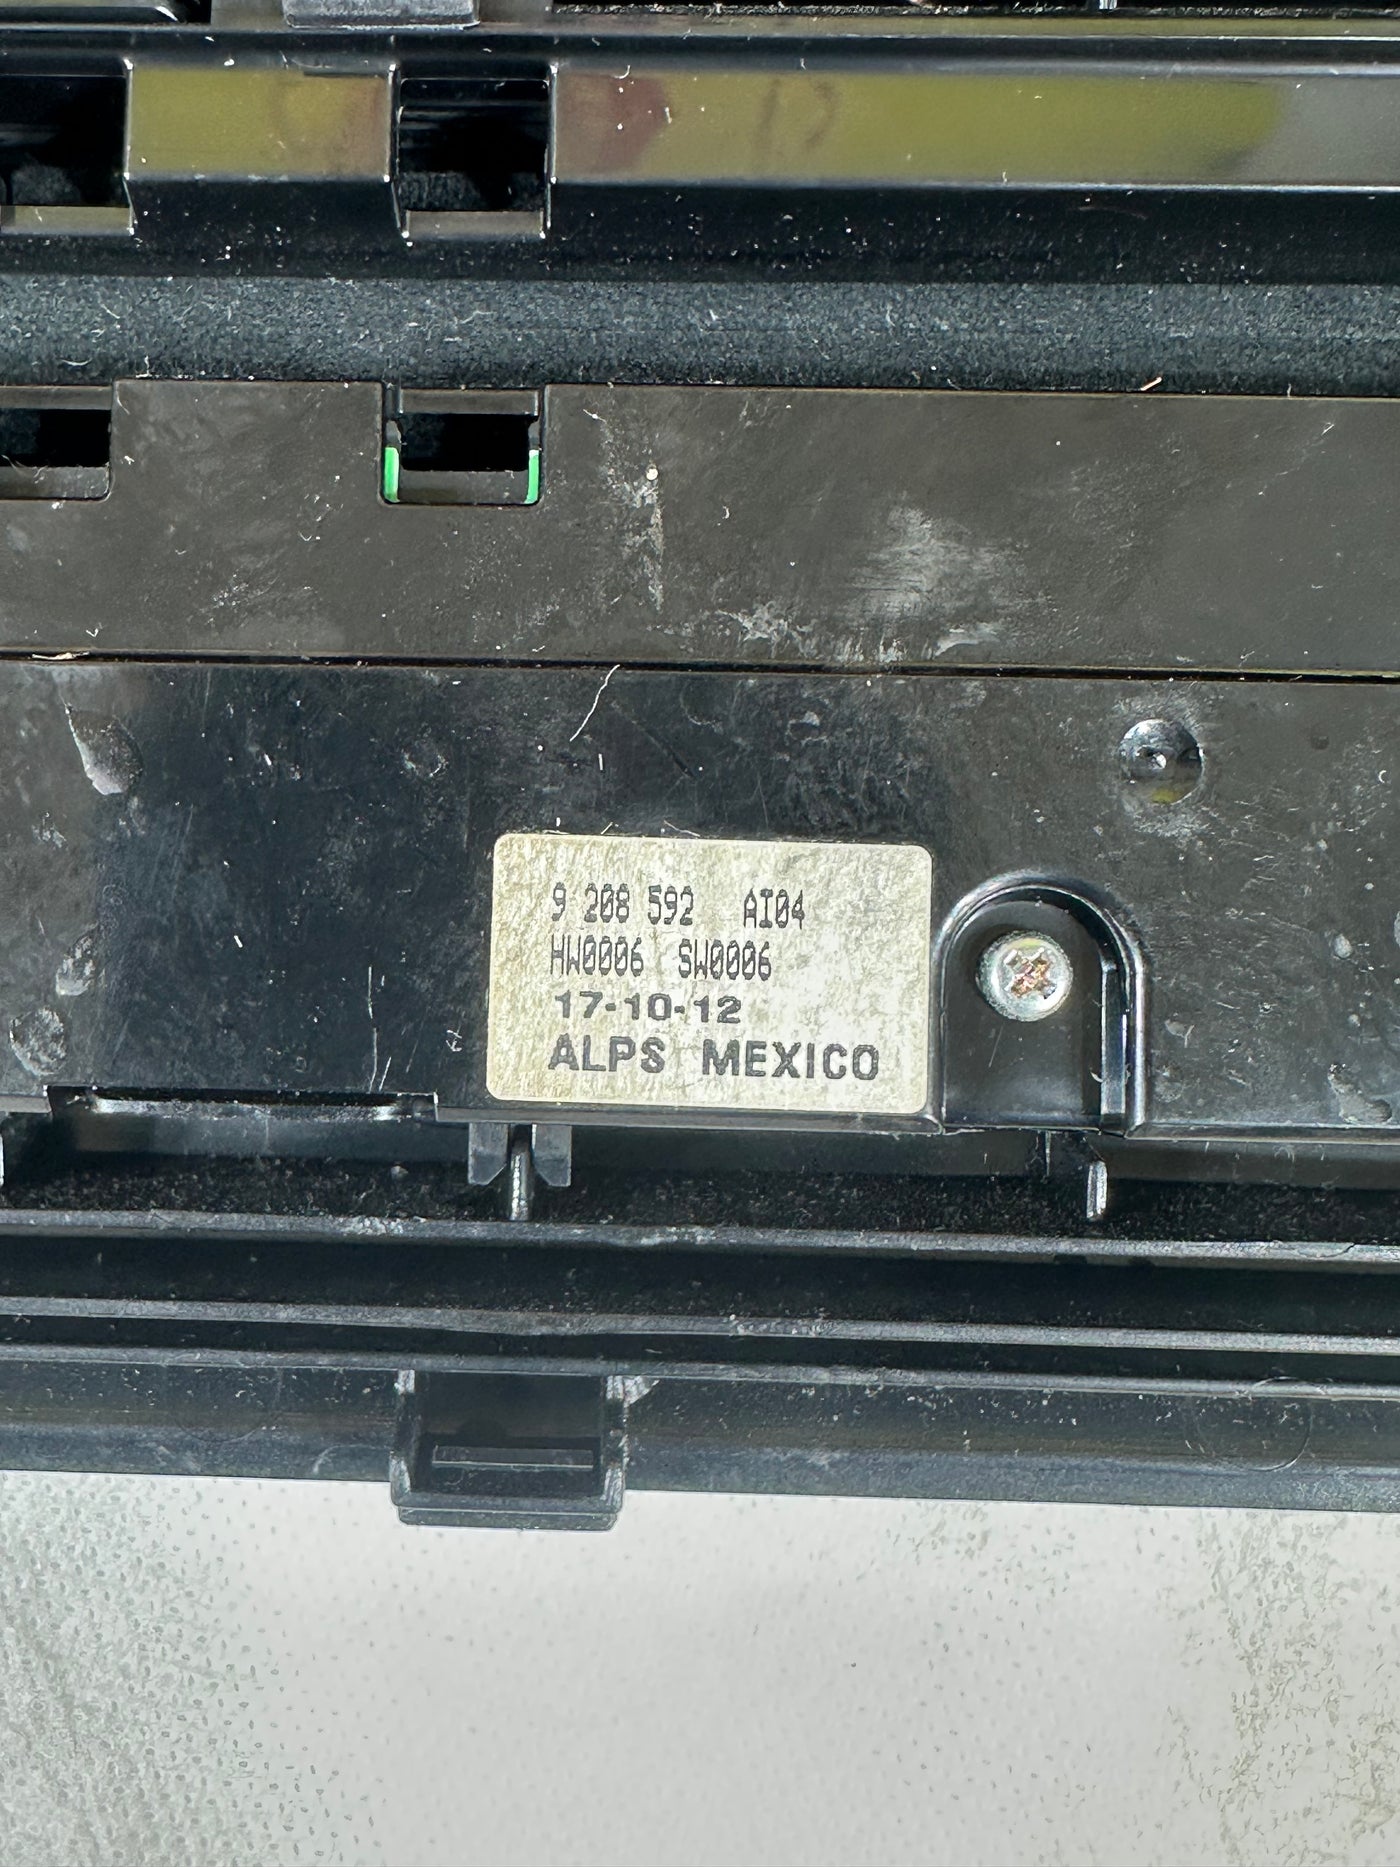 9 208 592 AI04
HW0006 SW0006
17-10-12
ALPS MEXICO